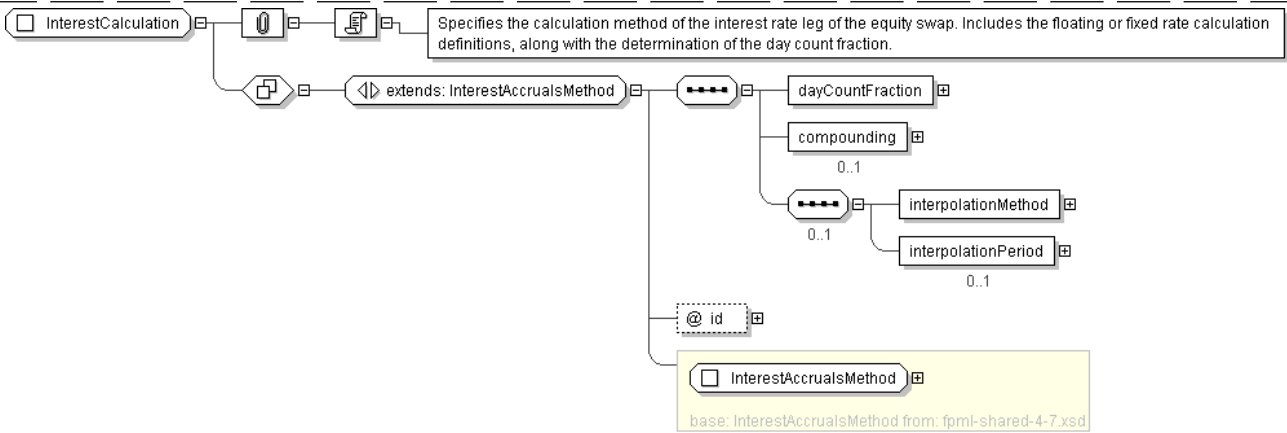 InterestCalculation
Specifies the calculation method of the interest rate leg of the equity swap. Includes the floating or fixed rate calculation
definitions, along with the determination of the day count fraction.
extends: InterestAccrualsMethod
dayCountFraction
compounding
0..1
0..1
interpolationMethod
interpolationPeriod
0..1
@ id
InterestAccrualsMethod
base: InterestAccrualsMethod from: fpml-shared-4-7.xsd